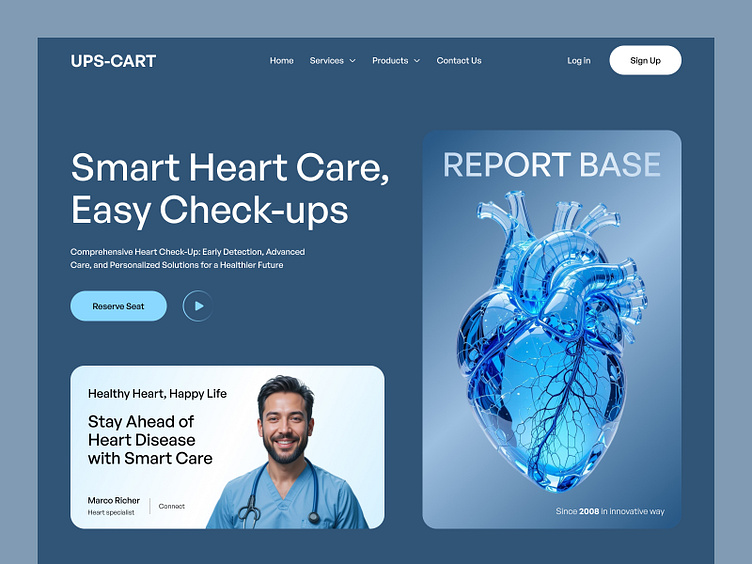 UPS-CART
Home
Services
Products
Contact Us
Log in
Sign Up
Smart Heart Care,
Easy Check-ups
Comprehensive Heart Check-Up: Early Detection, Advanced
Care, and Personalized Solutions for a Healthier Future
Reserve Seat
Healthy Heart, Happy Life
Stay Ahead of
Heart Disease
with Smart Care
Marco Richer
Heart specialist
Connect
REPORT BASE
Since 2008 in innovative way